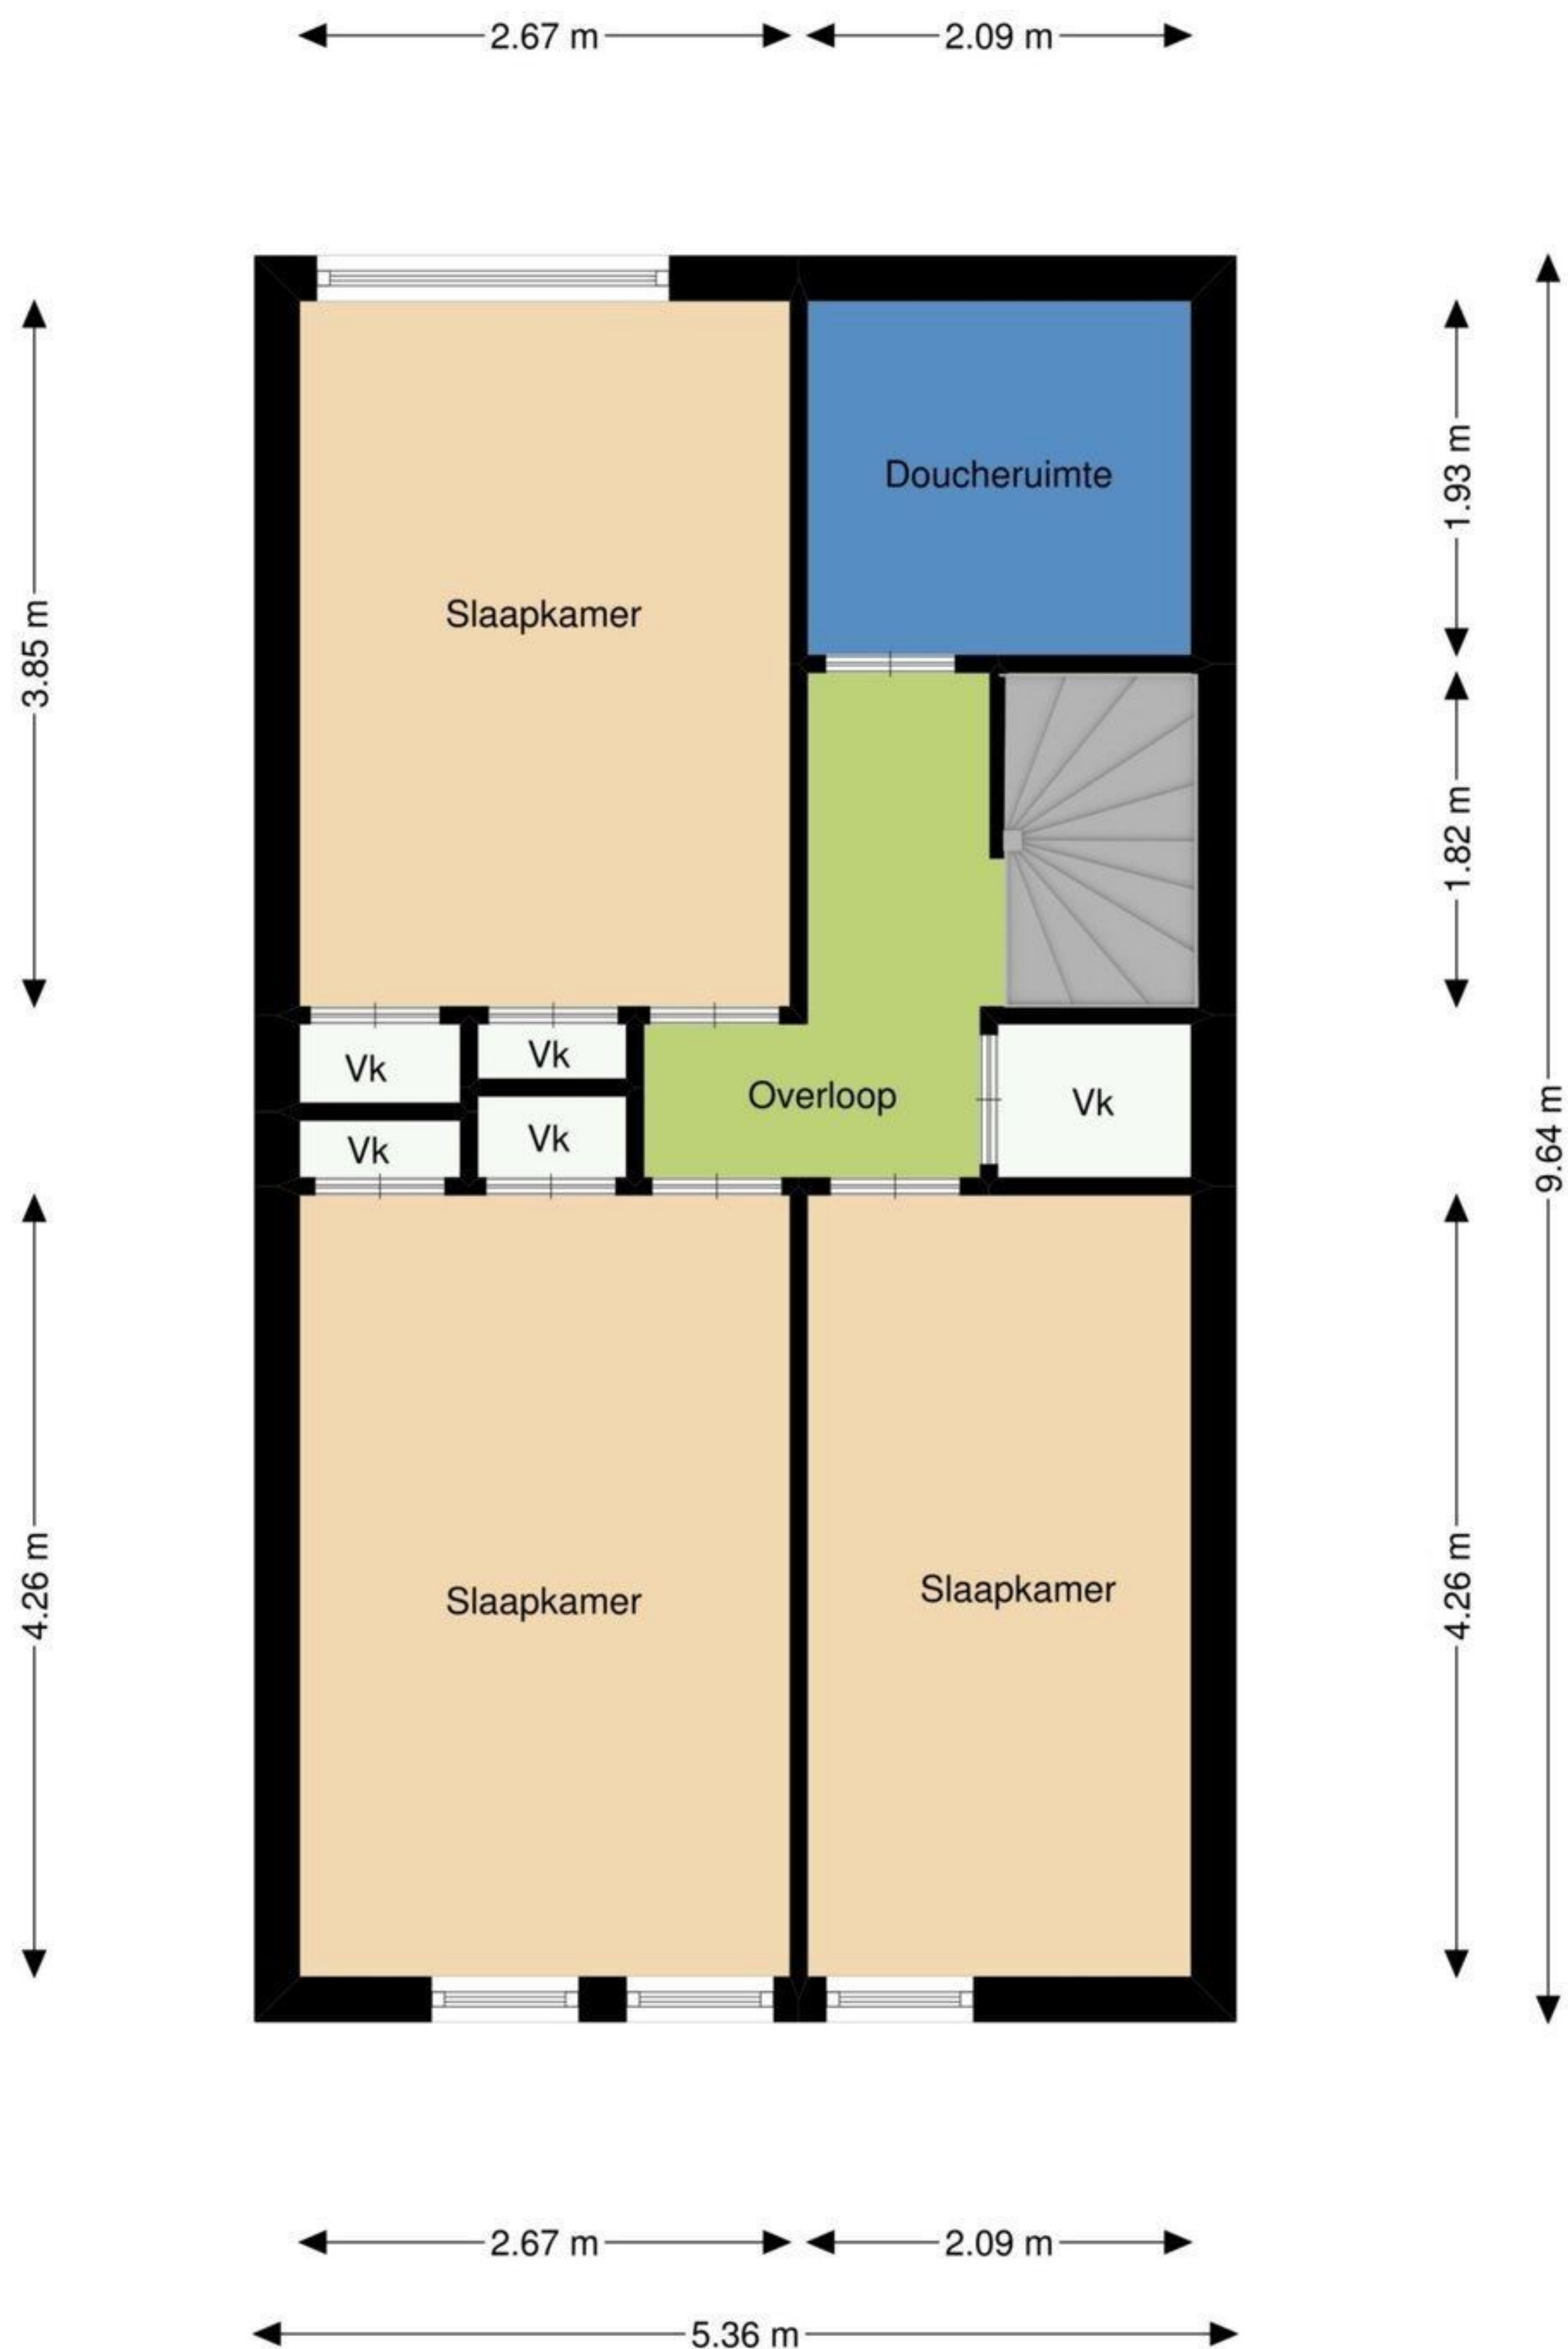 2.67 m
2.09 m
3.85 m
1.93 m
Doucheruimte
Slaapkamer
1.82 m
9.64 m
Vk
Vk
Overloop
Vk
Vk
Vk
4.26 m
4.26 m
Slaapkamer
Slaapkamer
2.67 m
2.09 m
5.36 m